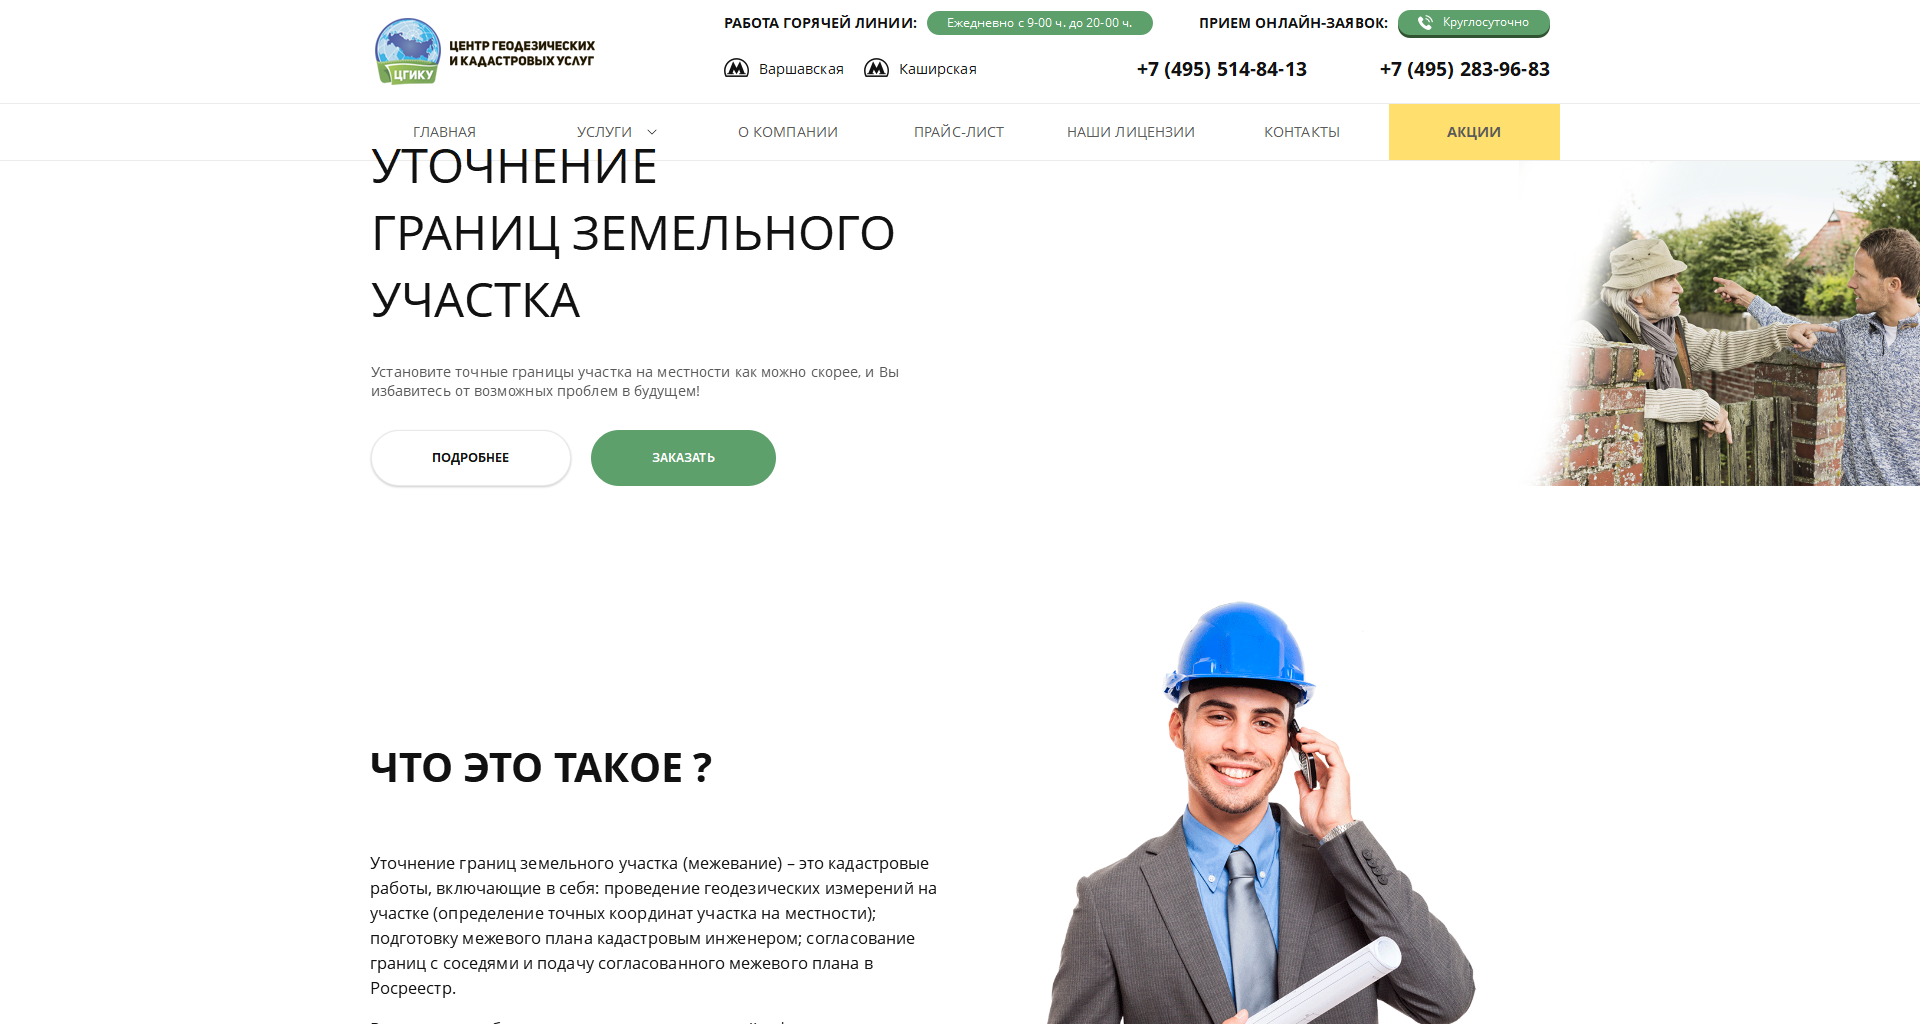 ЦГИКУ
ЦЕНТР ГЕОДЕЗИЧЕСКИХ
И КАДАСТРОВЫХ УСЛУГ
РАБОТА ГОРЯЧЕЙ ЛИНИИ:
Ежедневно с 9-00 ч. до 20-00 ч.
ПРИЕМ ОНЛАЙН-ЗАЯВОК:
Круглосуточно
Варшавская
Каширская
+7 (495) 514-84-13
+7 (495) 283-96-83
ГЛАВНАЯ
УСЛУГИ
О КОМПАНИИ
ПРАЙС-ЛИСТ
НАШИ ЛИЦЕНЗИИ
КОНТАКТЫ
АКЦИИ
УТОЧНЕНИЕ
ГРАНИЦ ЗЕМЕЛЬНОГО
УЧАСТКА
Установите точные границы участка на местности как можно скорее, и Вы
избавитесь от возможных проблем в будущем!
ПОДРОБНЕЕ
ЗАКАЗАТЬ
ЧТО ЭТО ТАКОЕ ?
Уточнение границ земельного участка (межевание) – это кадастровые
работы, включающие в себя: проведение геодезических измерений на
участке (определение точных координат участка на местности);
подготовку межевого плана кадастровым инженером; согласование
границ с соседями и подачу согласованного межевого плана в
Росреестр.